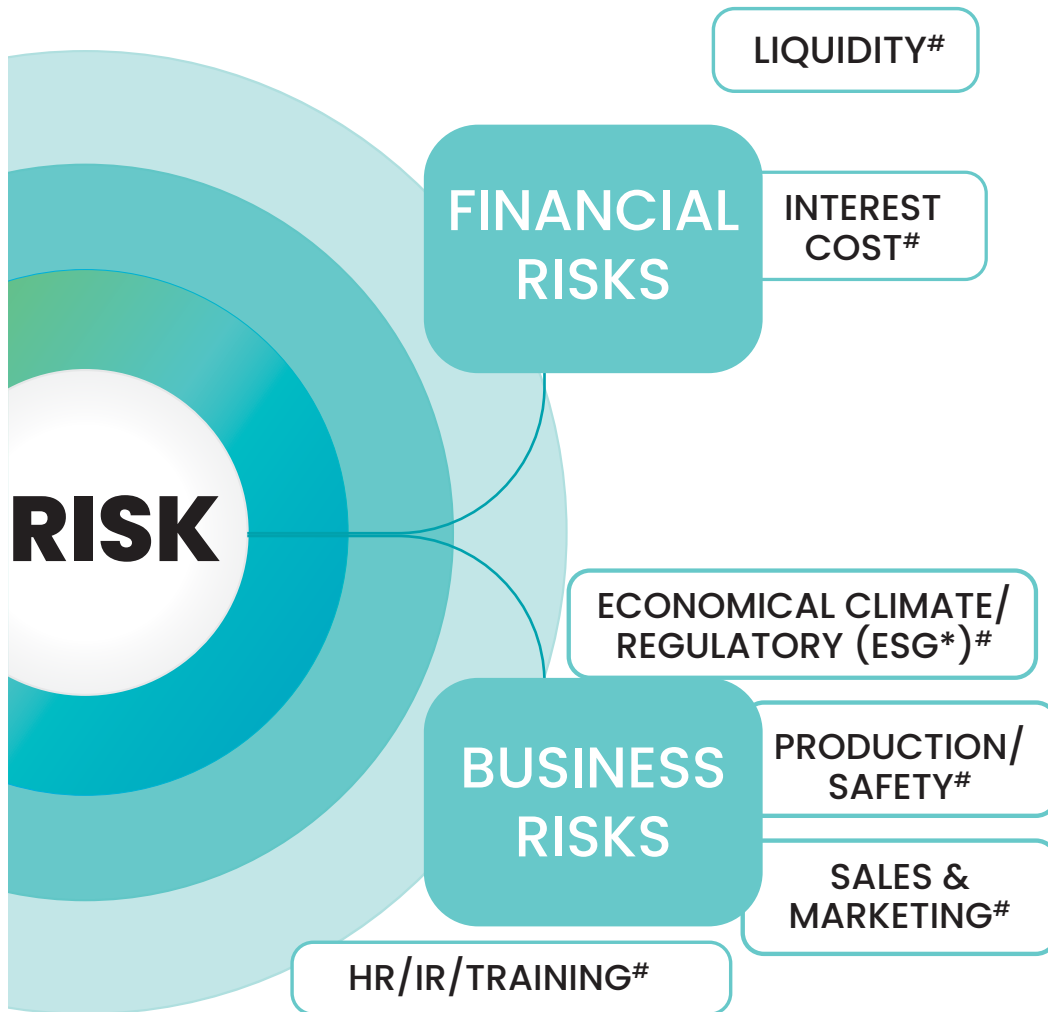 LIQUIDITY#
FINANCIAL
RISKS
INTEREST
COST#
RISK
ECONOMICAL CLIMATE/
REGULATORY (ESG*)#
BUSINESS
RISKS
PRODUCTION/
SAFETY#
SALES &
MARKETING#
HR/IR/TRAINING#